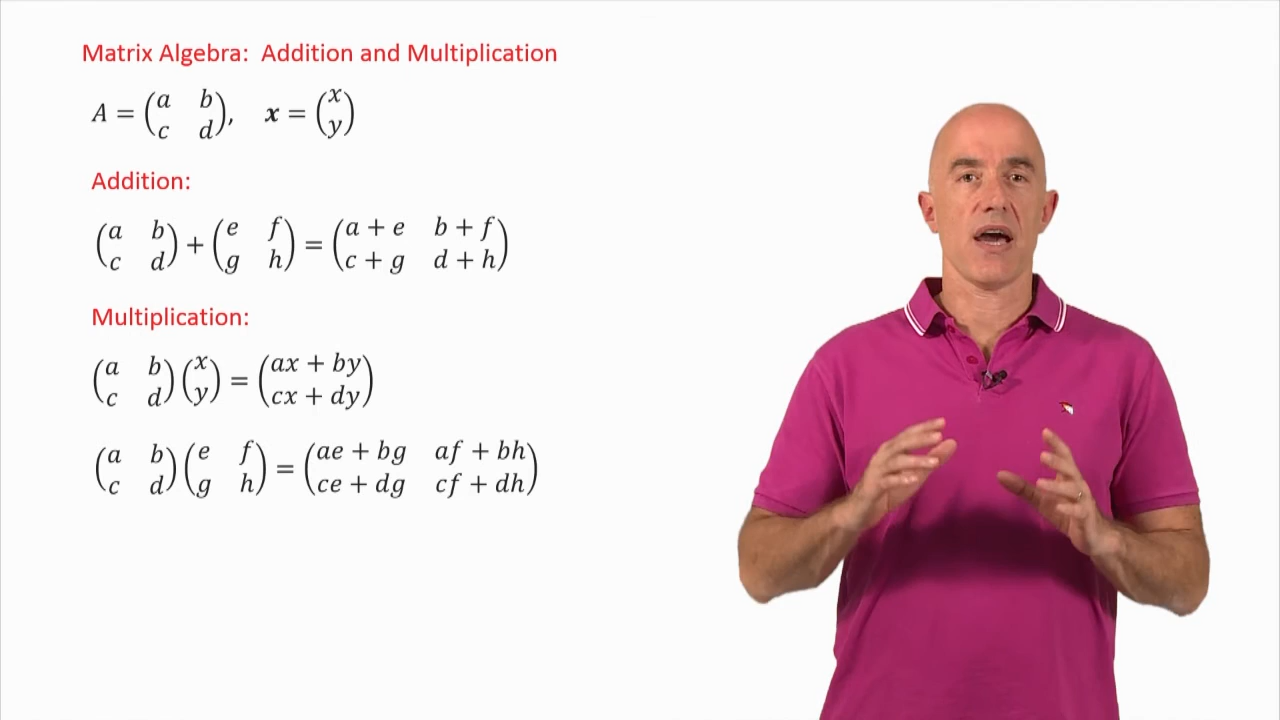 Matrix Algebra: Addition and Multiplication
A = (a b
c d), x = (x
y)
Addition:
(a b
c d) + (e f
g h) = (a + e b + f
c + g d + h)
Multiplication:
(a b
c d) (x
y) = (ax + by
cx + dy)
(a b
c d) (e f
g h) = (ae + bg af + bh
ce + dg cf + dh)